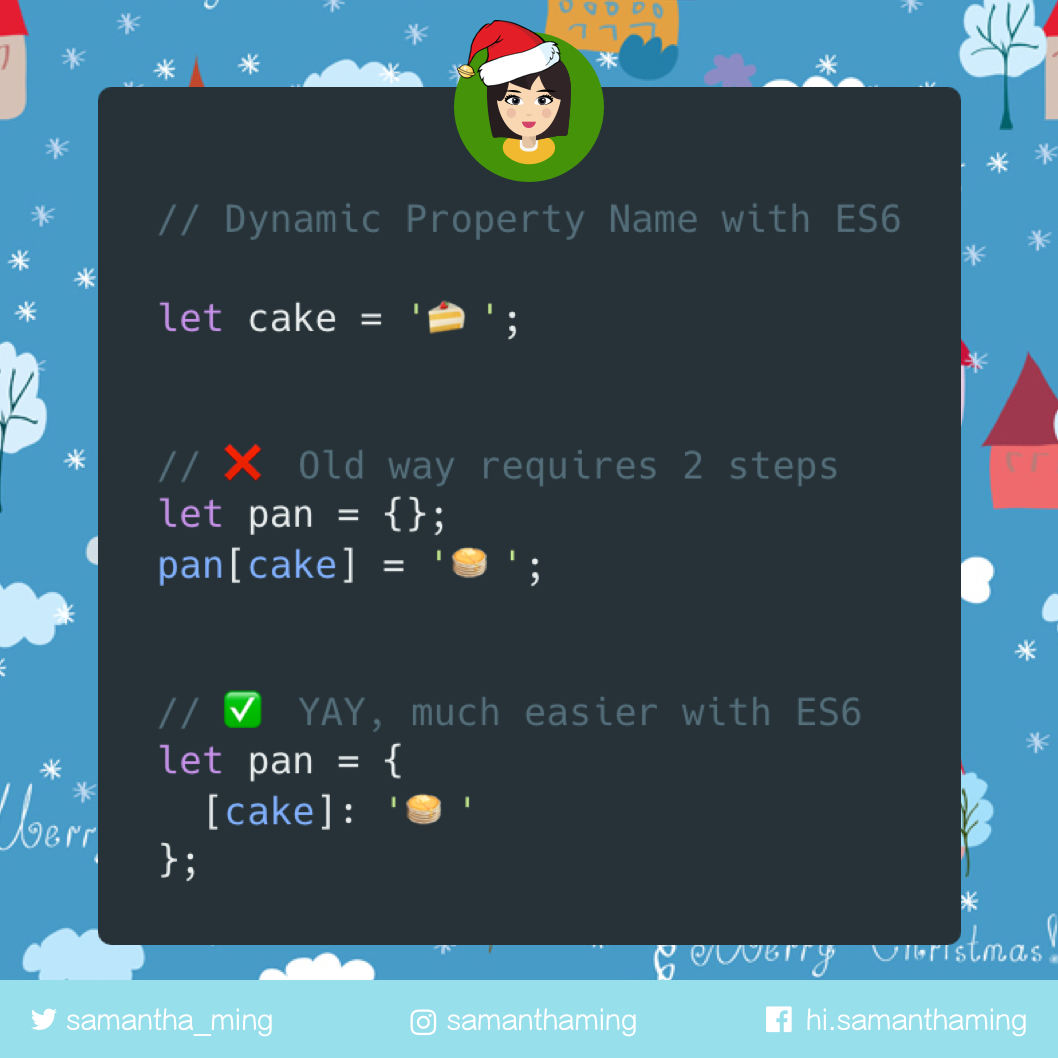 // Dynamic Property Name with ES6
let cake = '🍰 ';
// ❌ Old way requires 2 steps
let pan = {};
pan[cake] = '🥞 ';
// ✅ YAY, much easier with ES6
let pan = {
  [cake]: '🥞 '
};
Merry
Merry Christmas!
samantha_ming
samanthaming
hi.samanthaming